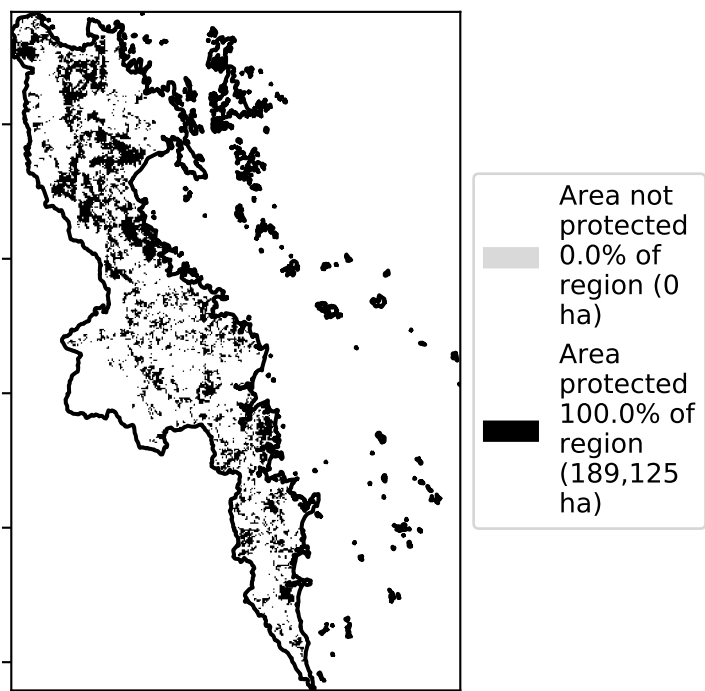 Area not
protected
0.0% of
region (0
ha)
Area
protected
100.0% of
region
(189,125
ha)